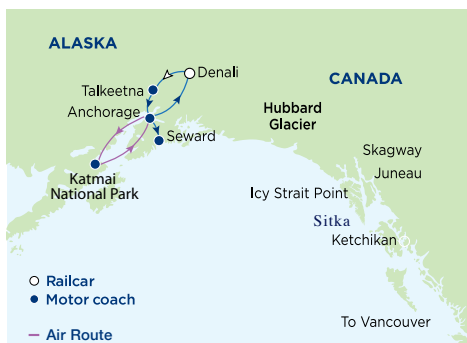 ALASKA
Denali
CANADA
Talkeetna
Anchorage
Hubbard
Glacier
Seward
Skagway
Juneau
Katmai
National Park
Icy Strait Point
Sitka
Ketchikan
Railcar
Motor coach
To Vancouver
Air Route